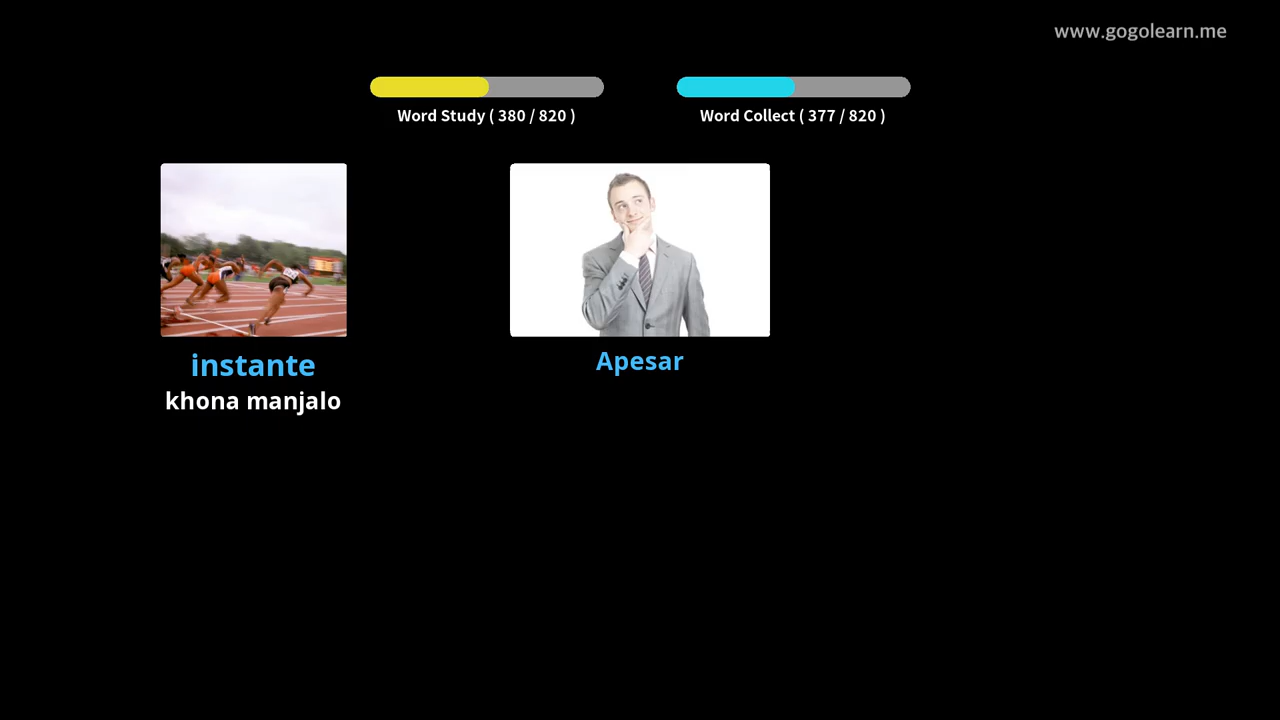 www.gogolearn.me
Word Study ( 380 / 820 )
Word Collect ( 377 / 820 )
instante
khona manjalo
Apesar